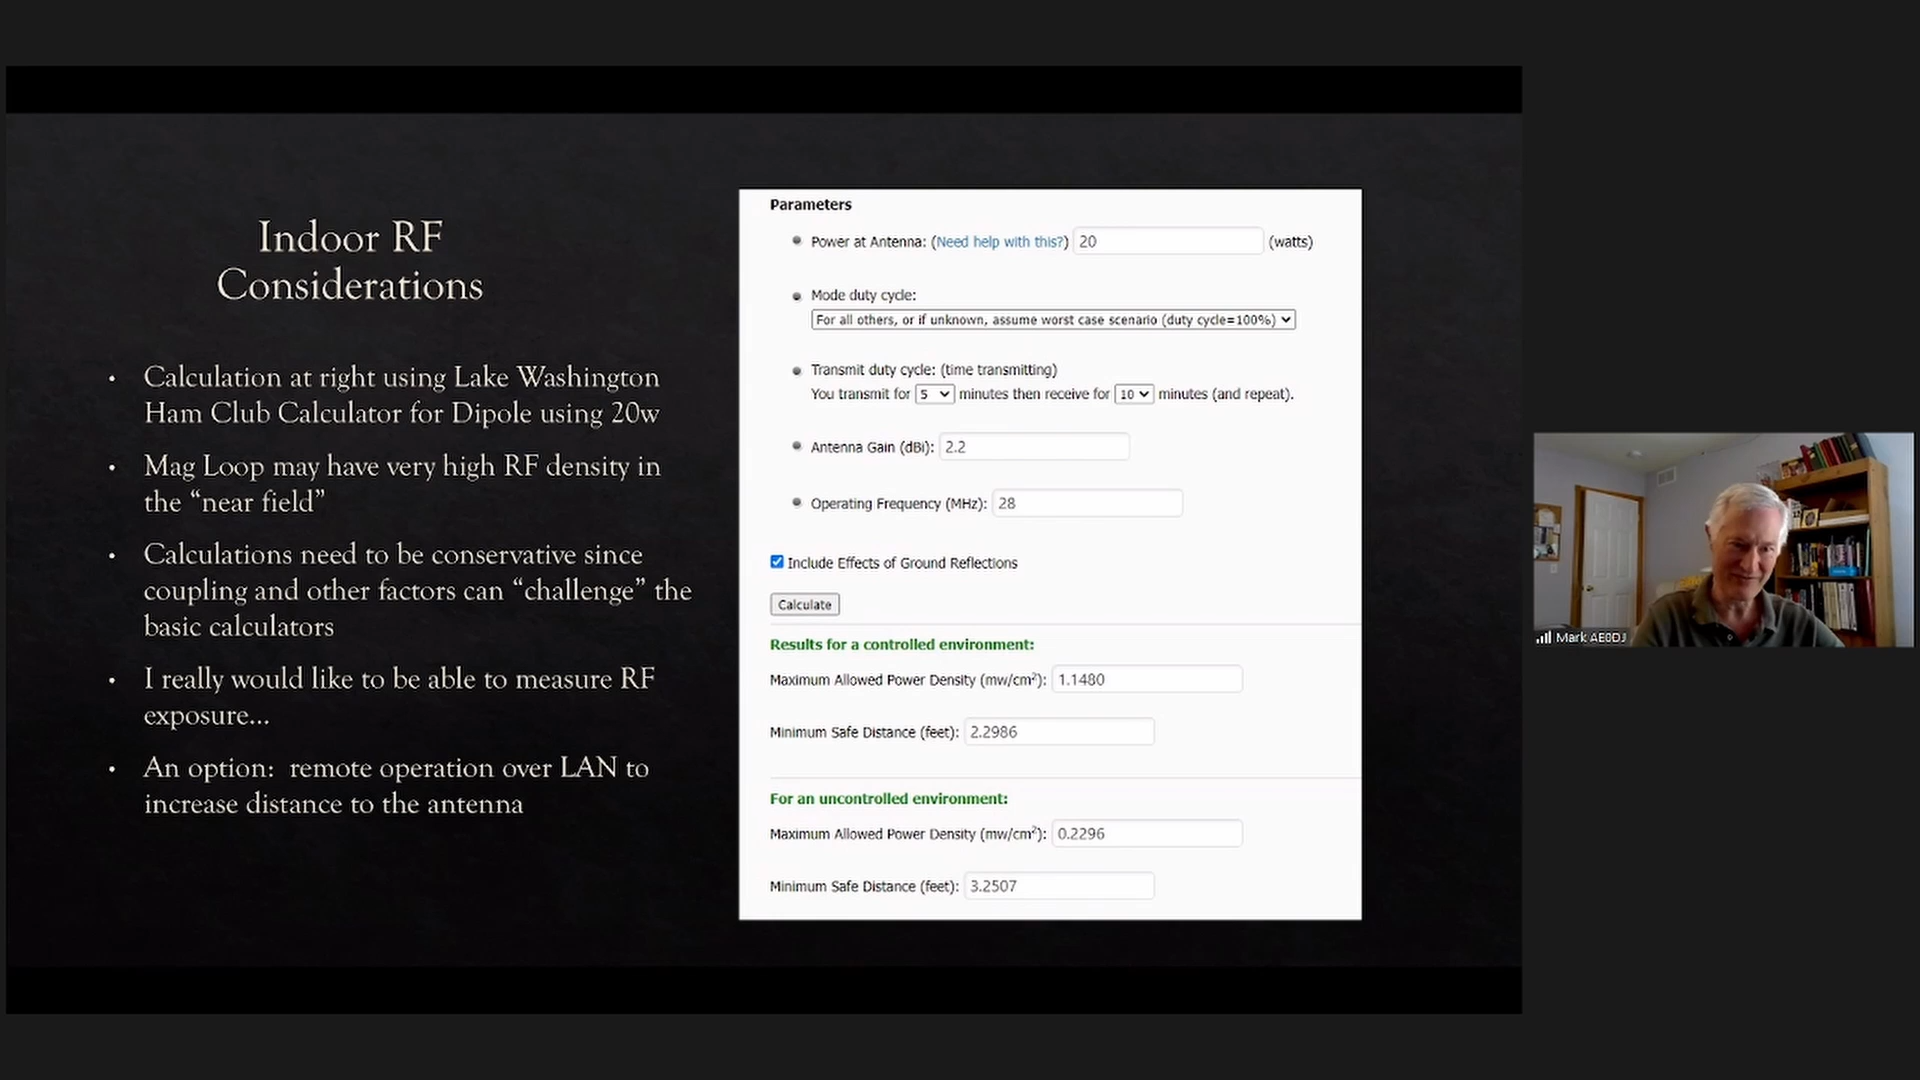 Indoor RF
Considerations
• Calculation at right using Lake Washington
Ham Club Calculator for Dipole using 20w
• Mag Loop may have very high RF density in
the “near field”
• Calculations need to be conservative since
coupling and other factors can “challenge” the
basic calculators
• I really would like to be able to measure RF
exposure...
• An option:  remote operation over LAN to
increase distance to the antenna
Parameters
Power at Antenna: (Need help with this?) 20 (watts)
Mode duty cycle:
For all others, or if unknown, assume worst case scenario (duty cycle=100%)
Transmit duty cycle: (time transmitting)
You transmit for 5 minutes then receive for 10 minutes (and repeat).
Antenna Gain (dBi): 2.2
Operating Frequency (MHz): 28
Include Effects of Ground Reflections
Calculate
Results for a controlled environment:
Maximum Allowed Power Density (mw/cm²): 1.1480
Minimum Safe Distance (feet): 2.2986
For an uncontrolled environment:
Maximum Allowed Power Density (mw/cm²): 0.2296
Minimum Safe Distance (feet): 3.2507
Mark AE0DJ